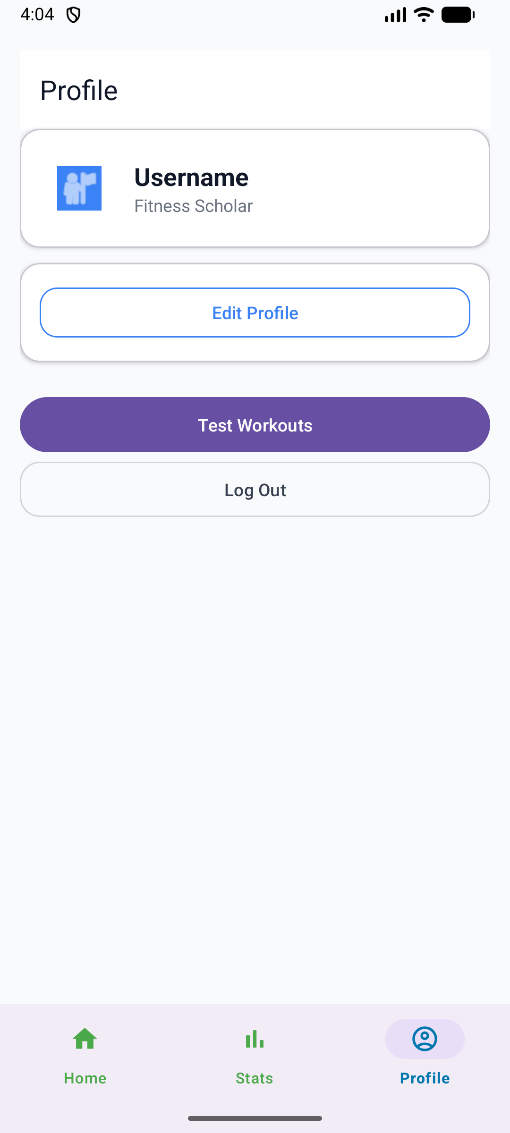 4:04
Profile
Username
Fitness Scholar
Edit Profile
Test Workouts
Log Out
Home
Stats
Profile